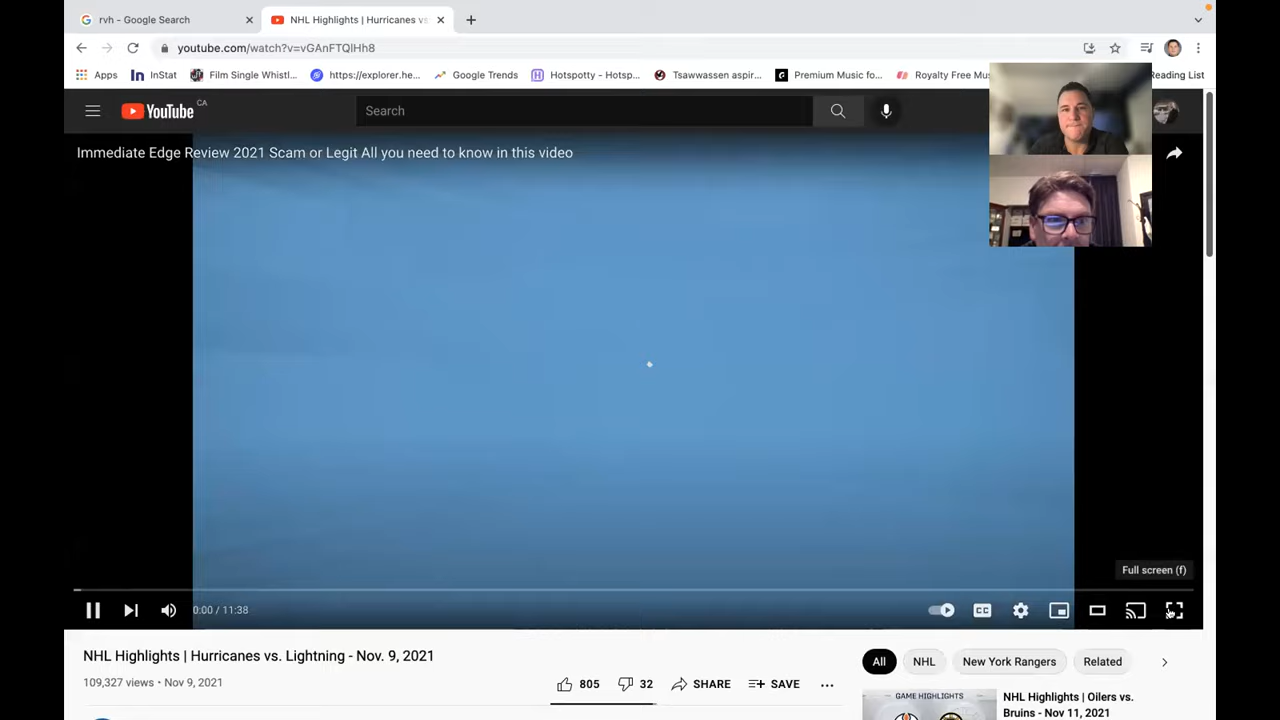 rvh - Google Search
NHL Highlights | Hurricanes vs
youtube.com/watch?v=vGAnFTQlHh8
Apps
InStat
Film Single Whistl...
https://explorer.he...
Google Trends
Hotspotty - Hotsp...
Tsawwassen aspir...
Premium Music fo...
Royalty Free Mus
Reading List
YouTube CA
Search
Immediate Edge Review 2021 Scam or Legit All you need to know in this video
Full screen (f)
0:00 / 11:38
CC
NHL Highlights | Hurricanes vs. Lightning - Nov. 9, 2021
109,327 views • Nov 9, 2021
805
32
SHARE
SAVE
All
NHL
New York Rangers
Related
GAME HIGHLIGHTS
NHL Highlights | Oilers vs.
Bruins - Nov 11, 2021